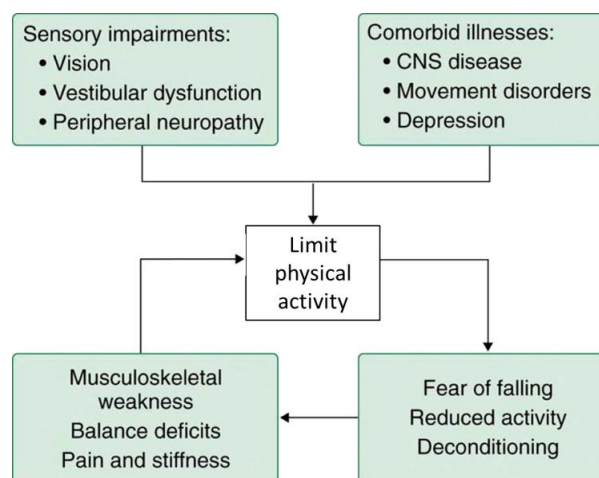 Sensory impairments:
• Vision
• Vestibular dysfunction
• Peripheral neuropathy
Comorbid illnesses:
• CNS disease
• Movement disorders
• Depression
Limit
physical
activity
Musculoskeletal
weakness
Balance deficits
Pain and stiffness
Fear of falling
Reduced activity
Deconditioning